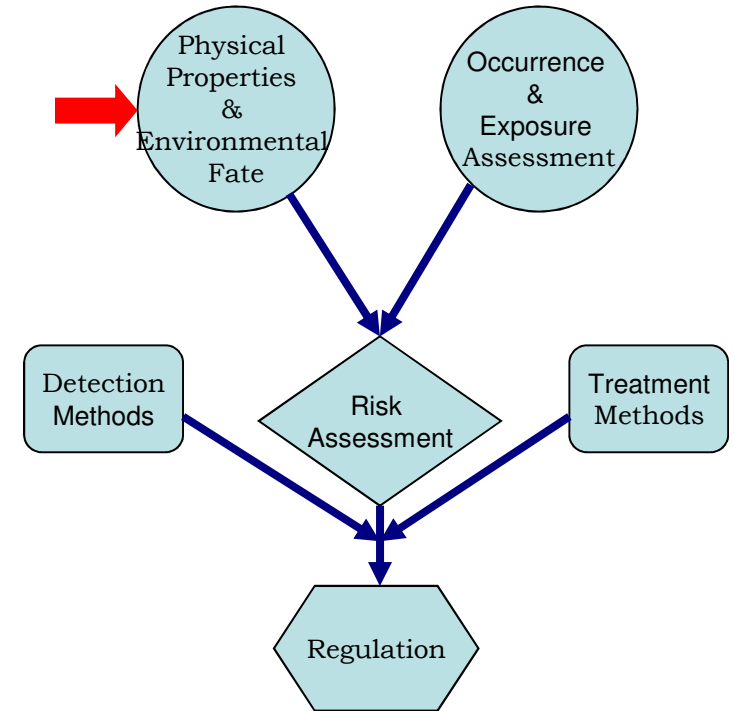 Physical
Properties
&
Environmental
Fate
Occurrence
&
Exposure
Assessment
Detection
Methods
Risk
Assessment
Treatment
Methods
Regulation